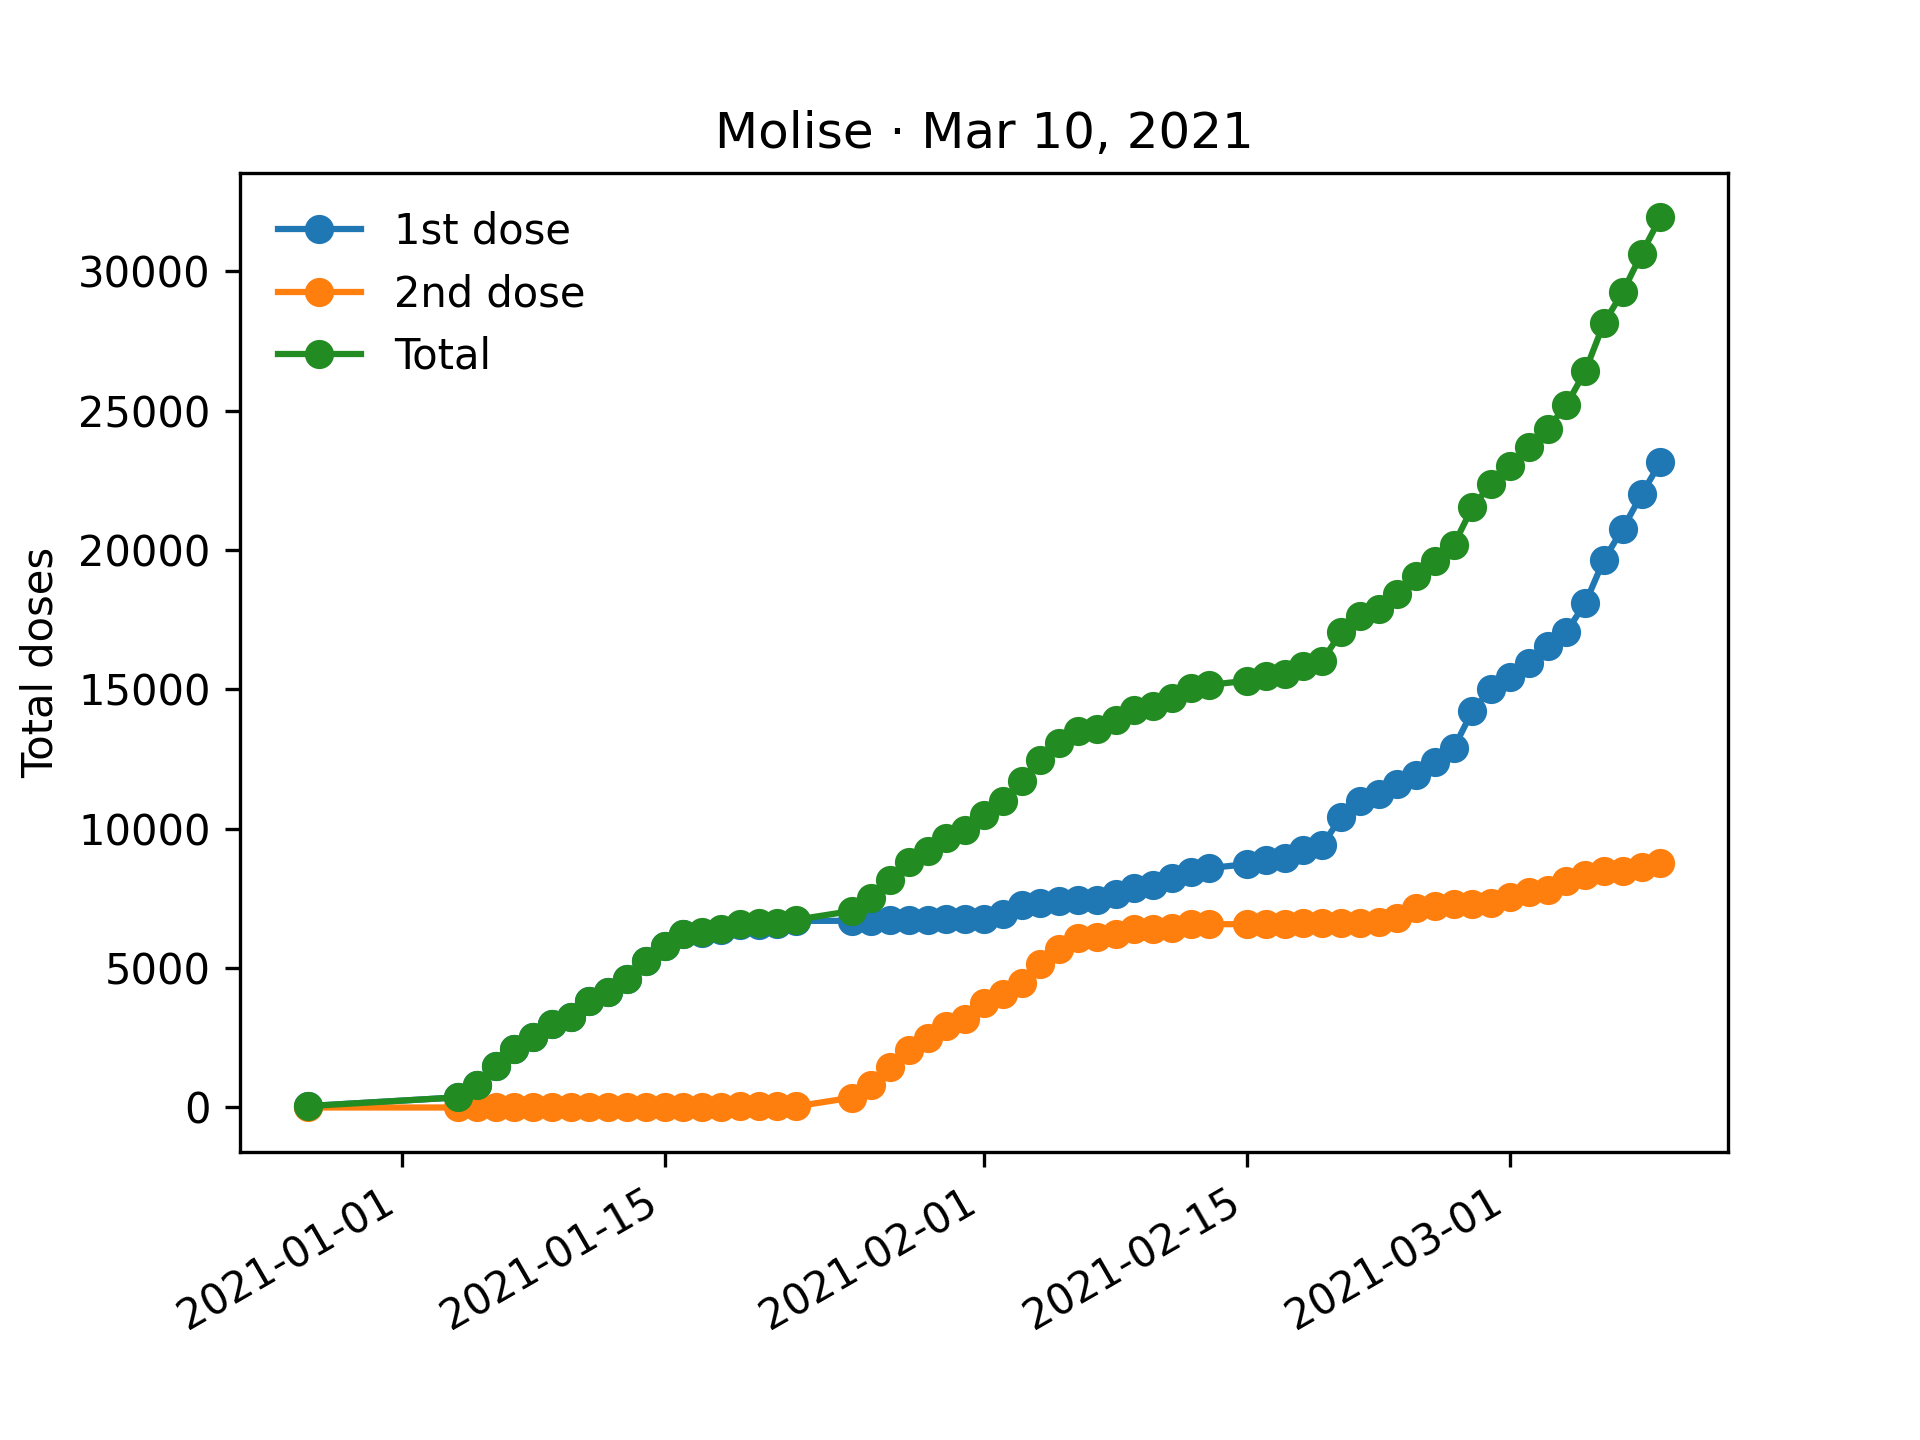 Molise · Mar 10, 2021
1st dose
2nd dose
Total
Total doses
30000
25000
20000
15000
10000
5000
0
2021-01-01
2021-01-15
2021-02-01
2021-02-15
2021-03-01